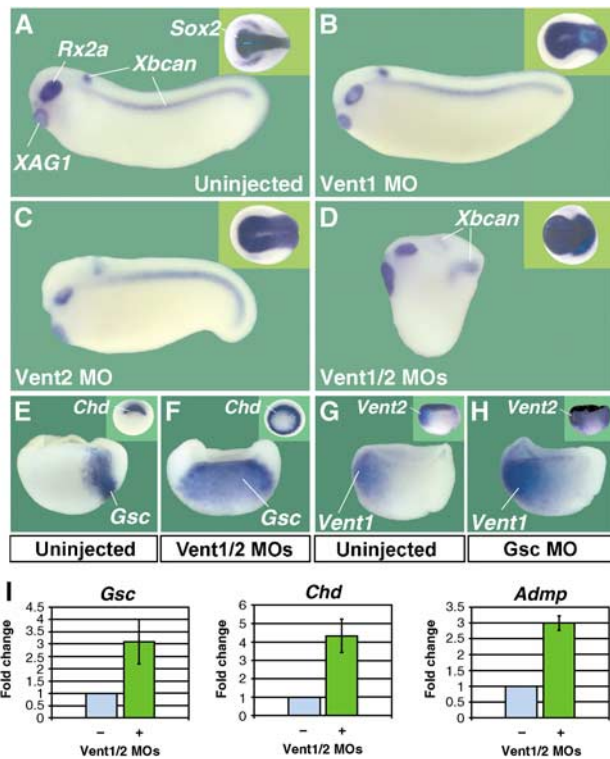 A
Sox2
Rx2a
Xbcan
XAG1
Uninjected
B
Vent1 MO
C
Vent2 MO
D
Xbcan
Vent1/2 MOs
E
Chd
Gsc
F
Chd
Gsc
G
Vent2
Vent1
H
Vent2
Vent1
Uninjected
Vent1/2 MOs
Uninjected
Gsc MO
I
Gsc
Fold change
4.5
4
3.5
3
2.5
2
1.5
1
0.5
0
– +
Vent1/2 MOs
Chd
Fold change
6
5
4
3
2
1
0
– +
Vent1/2 MOs
Admp
Fold change
3.5
3
2.5
2
1.5
1
0.5
0
– +
Vent1/2 MOs